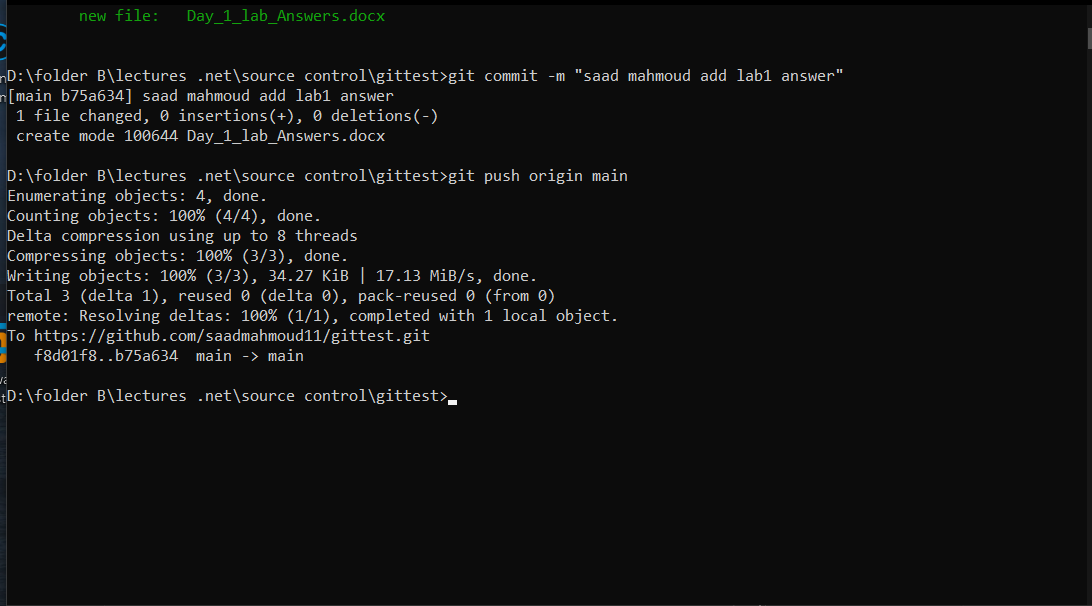 new file:   Day_1_lab_Answers.docx
D:\folder B\lectures .net\source control\gittest>git commit -m "saad mahmoud add lab1 answer"
[main b75a634] saad mahmoud add lab1 answer
 1 file changed, 0 insertions(+), 0 deletions(-)
 create mode 100644 Day_1_lab_Answers.docx
D:\folder B\lectures .net\source control\gittest>git push origin main
Enumerating objects: 4, done.
Counting objects: 100% (4/4), done.
Delta compression using up to 8 threads
Compressing objects: 100% (3/3), done.
Writing objects: 100% (3/3), 34.27 KiB | 17.13 MiB/s, done.
Total 3 (delta 1), reused 0 (delta 0), pack-reused 0 (from 0)
remote: Resolving deltas: 100% (1/1), completed with 1 local object.
To https://github.com/saadmahmoud11/gittest.git
   f8d01f8..b75a634  main -> main
D:\folder B\lectures .net\source control\gittest>